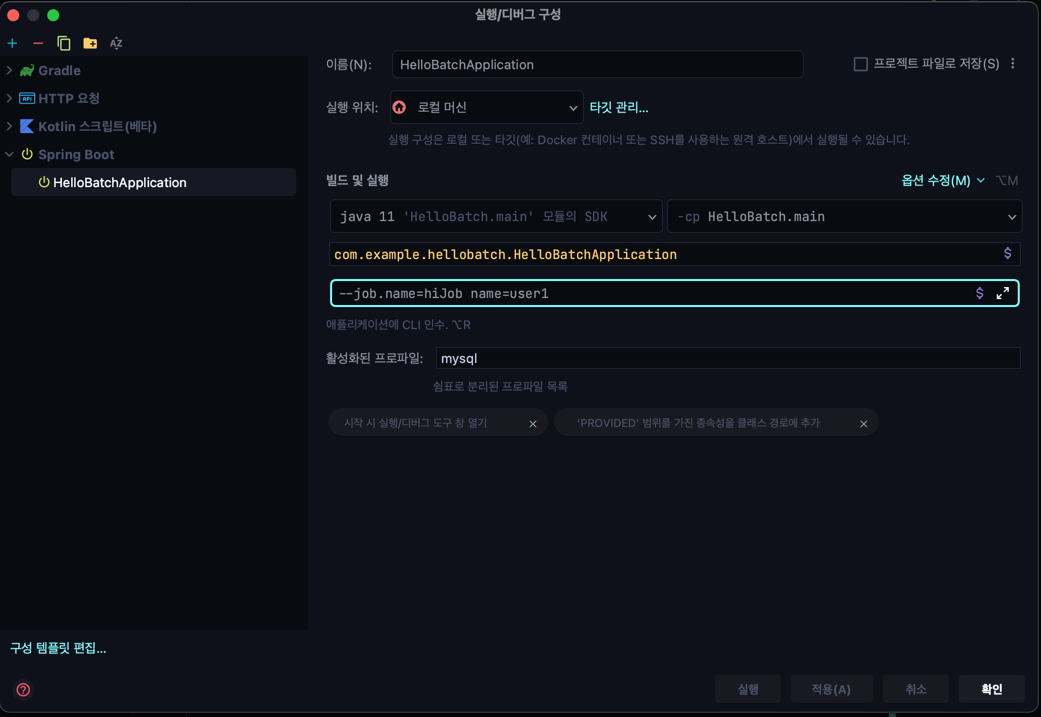 실행/디버그 구성
Gradle
HTTP 요청
Kotlin 스크립트(베타)
Spring Boot
HelloBatchApplication
구성 템플릿 편집...
이름(N): HelloBatchApplication 프로젝트 파일로 저장(S)
실행 위치: 로컬 머신 타깃 관리...
실행 구성은 로컬 또는 타깃(예: Docker 컨테이너 또는 SSH를 사용하는 원격 호스트)에서 실행될 수 있습니다.
빌드 및 실행 옵션 수정(M) ⌥M
java 11 'HelloBatch.main' 모듈의 SDK -cp HelloBatch.main
com.example.hellobatch.HelloBatchApplication
--job.name=hiJob name=user1
애플리케이션에 CLI 인수. ⌥R
활성화된 프로파일: mysql
쉼표로 분리된 프로파일 목록
시작 시 실행/디버그 도구 창 열기 'PROVIDED' 범위를 가진 종속성을 클래스 경로에 추가
실행 적용(A) 취소 확인